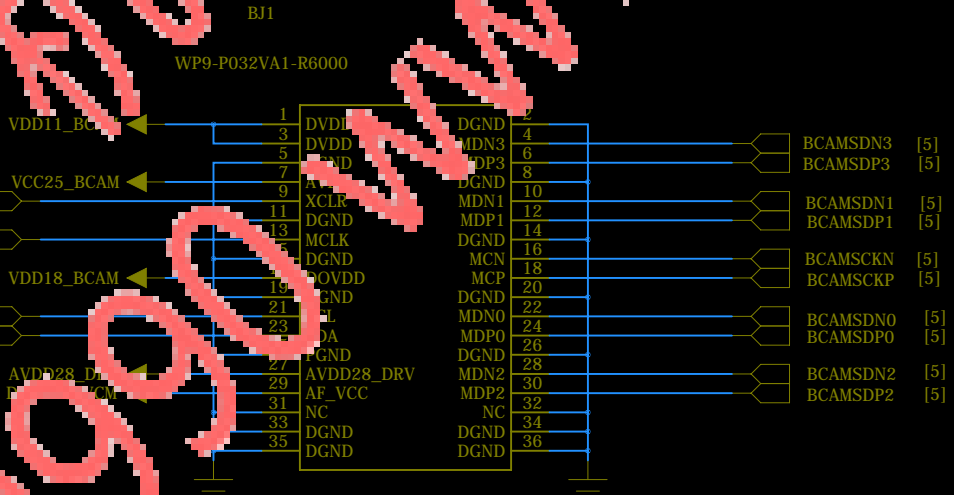 BJ1
WP9-P032VA1-R6000
1 DVDD DGND 2
VDD11_BCAM
3 DVDD MDN3 4 BCAMSDN3 [5]
5 MDP3 6 BCAMSDP3 [5]
VCC25_BCAM 7 DGND 8
9 XCLR MDN1 10 BCAMSDN1 [5]
11 DGND MDP1 12 BCAMSDP1 [5]
13 MCLK DGND 14
DGND MCN 16 BCAMSCKN [5]
VDD18_BCAM DOVDD MCP 18 BCAMSCKP [5]
19 DGND DGND 20
21 MDN0 22 BCAMSDN0 [5]
23 MDP0 24 BCAMSDP0 [5]
DGND 26
27 AVDD28_DRV MDN2 28 BCAMSDN2 [5]
29 AF_VCC MDP2 30 BCAMSDP2 [5]
31 NC NC 32
33 DGND DGND 34
35 DGND DGND 36